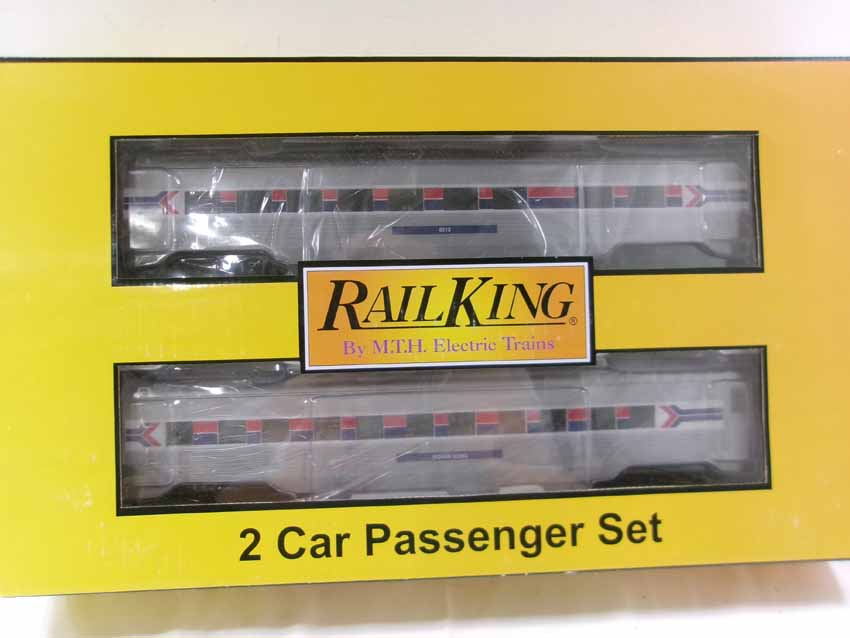 RAILKING®
By M.T.H. Electric Trains
2 Car Passenger Set